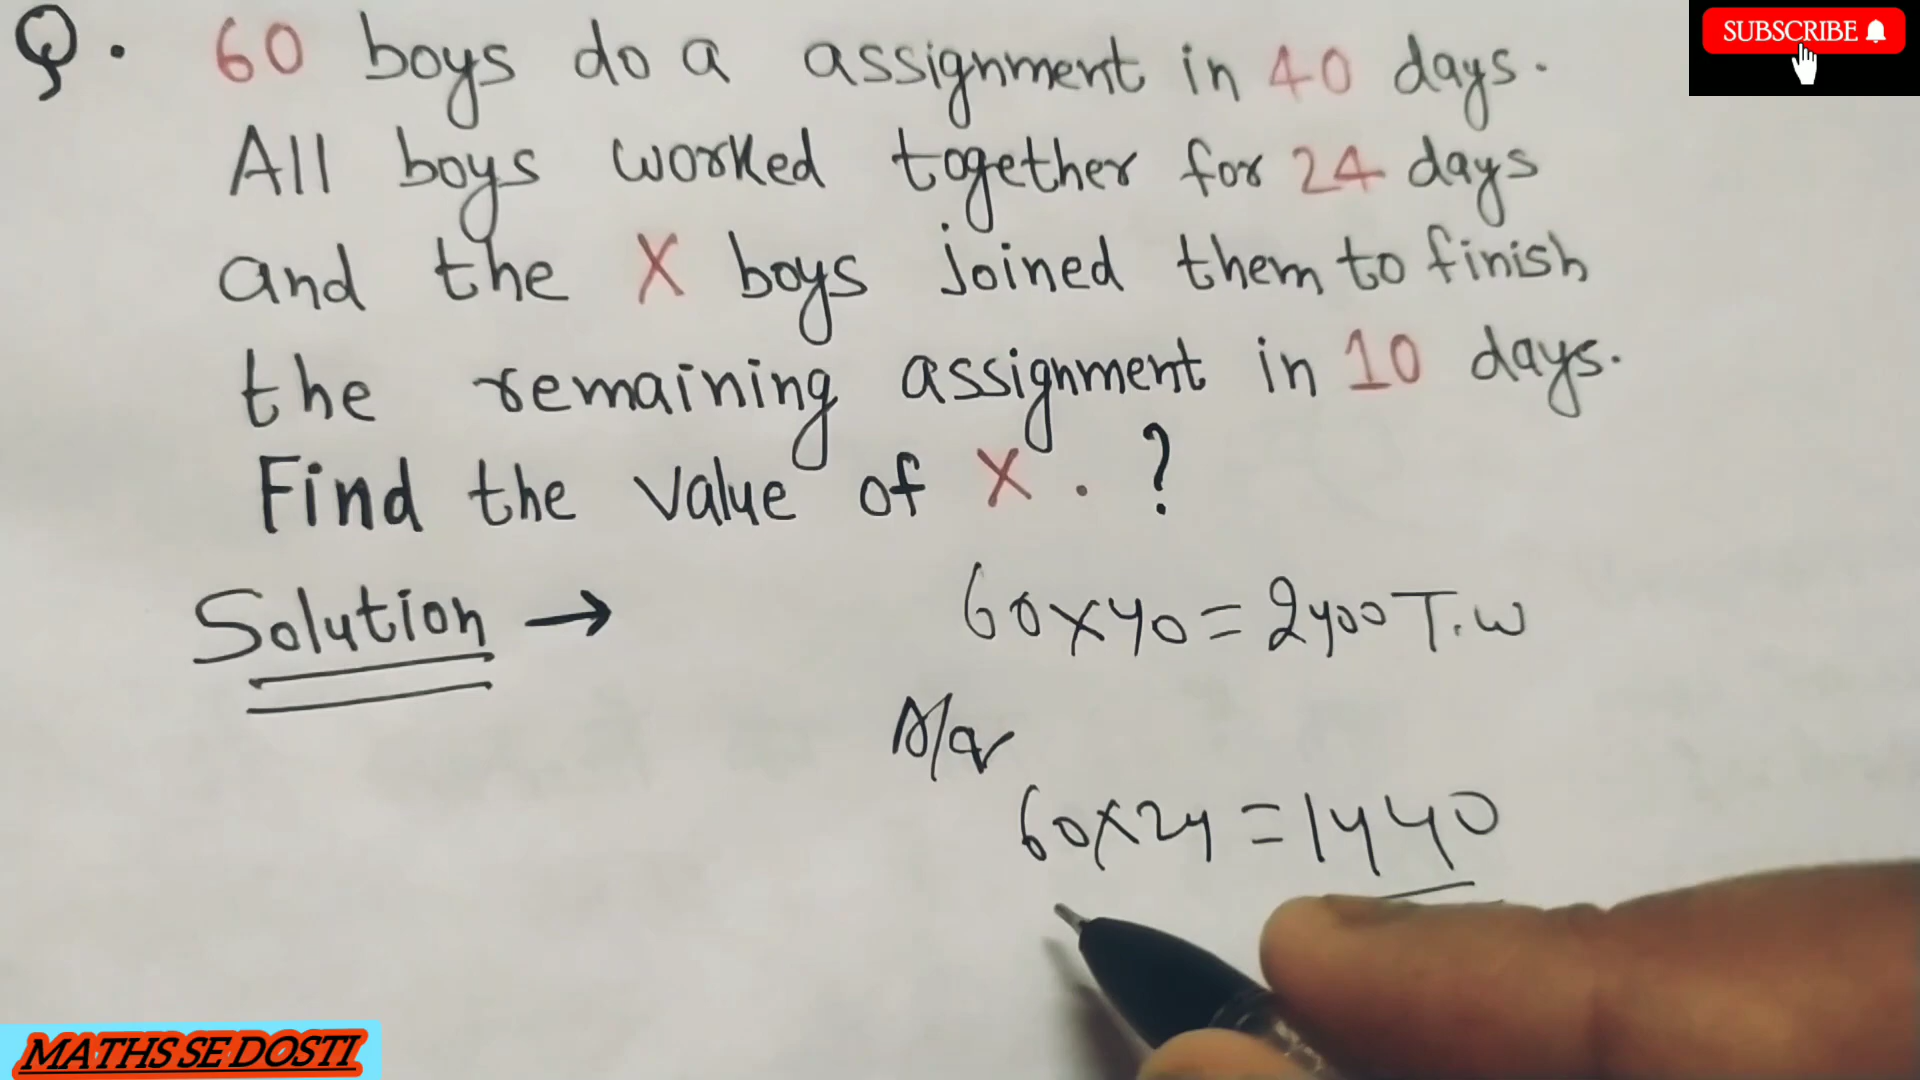 SUBSCRIBE
Q. 60 boys do a assignment in 40 days.
All boys worked together for 24 days
and the X boys joined them to finish
the remaining assignment in 10 days.
Find the value of X. ?
Solution →
60×40=2400 T.W
A/q
60×24=1440
MATHS SE DOSTI